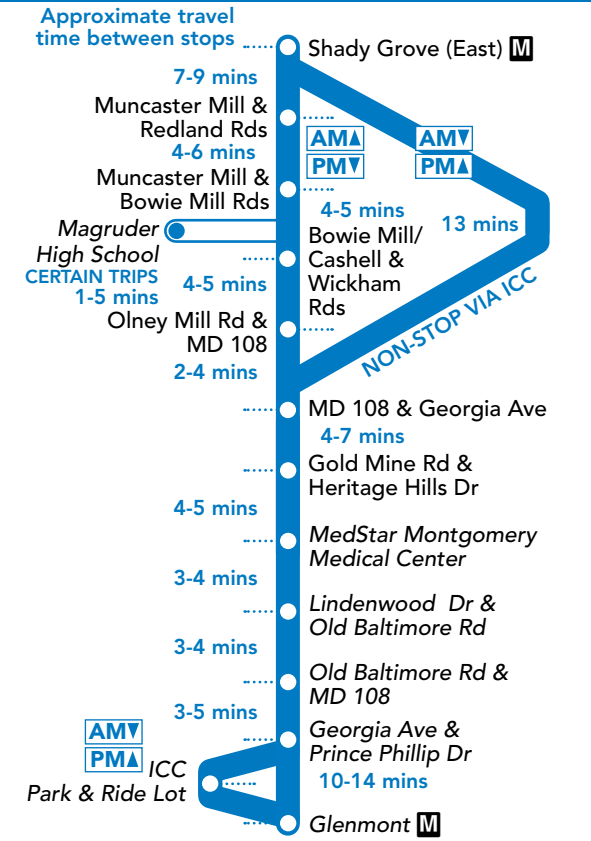 Approximate travel
time between stops
Shady Grove (East) M
7-9 mins
Muncaster Mill &
Redland Rds
AM▲
PM▼
AM▼
PM▲
4-6 mins
Muncaster Mill &
Bowie Mill Rds
4-5 mins
13 mins
Magruder
High School
CERTAIN TRIPS
1-5 mins
Bowie Mill/
Cashell &
Wickham
Rds
4-5 mins
NON-STOP VIA ICC
Olney Mill Rd &
MD 108
2-4 mins
MD 108 & Georgia Ave
4-7 mins
Gold Mine Rd &
Heritage Hills Dr
4-5 mins
MedStar Montgomery
Medical Center
3-4 mins
Lindenwood Dr &
Old Baltimore Rd
3-4 mins
Old Baltimore Rd &
MD 108
3-5 mins
Georgia Ave &
Prince Phillip Dr
AM▼
PM▲
ICC
Park & Ride Lot
10-14 mins
Glenmont M